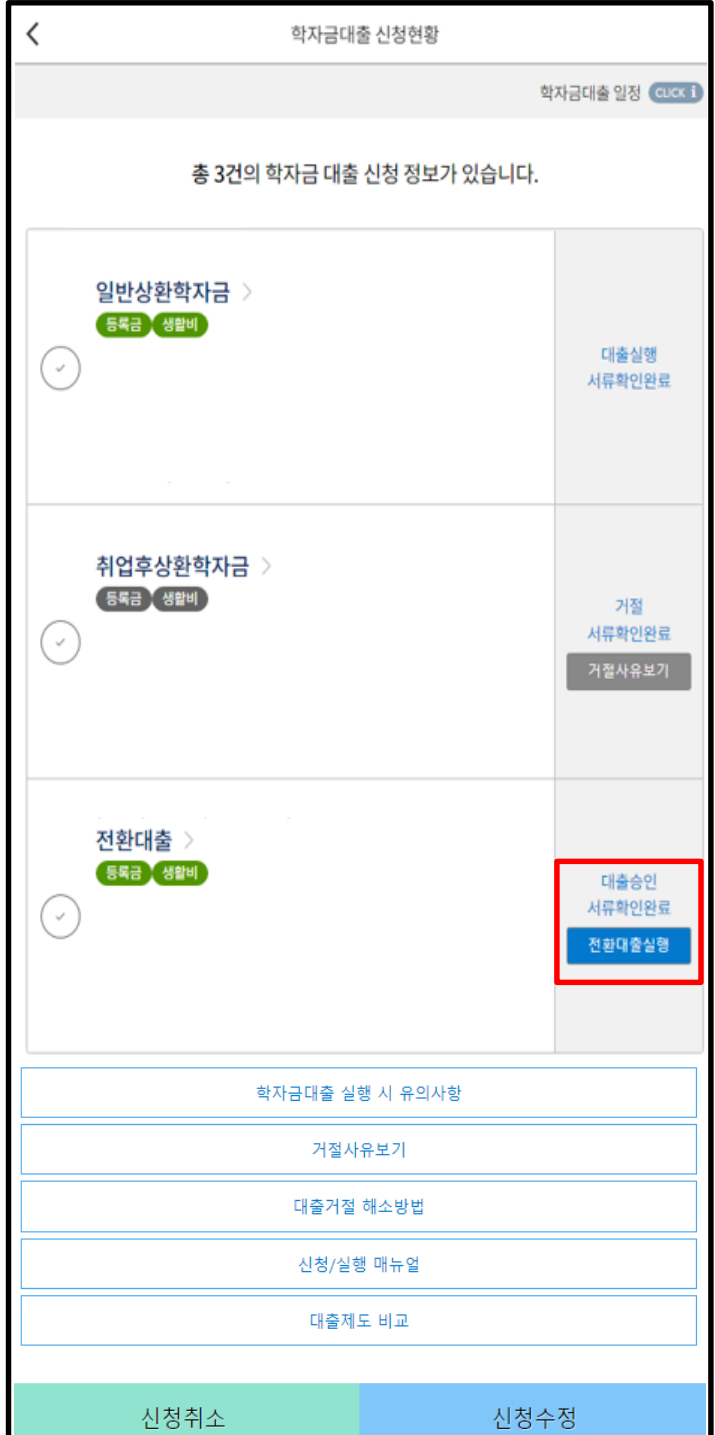 학자금대출 신청현황
학자금대출 일정 CLICK i
총 3건의 학자금 대출 신청 정보가 있습니다.
일반상환학자금
등록금 생활비
대출실행
서류확인완료
취업후상환학자금
등록금 생활비
거절
서류확인완료
거절사유보기
전환대출
등록금 생활비
대출승인
서류확인완료
전환대출실행
학자금대출 실행 시 유의사항
거절사유보기
대출거절 해소방법
신청/실행 매뉴얼
대출제도 비교
신청취소 신청수정